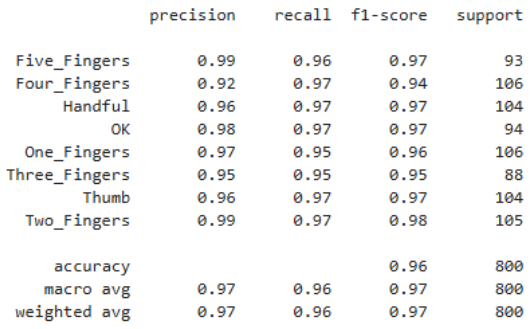 precision recall f1-score support
Five_Fingers 0.99 0.96 0.97 93
Four_Fingers 0.92 0.97 0.94 106
Handful 0.96 0.97 0.97 104
OK 0.98 0.97 0.97 94
One_Fingers 0.97 0.95 0.96 106
Three_Fingers 0.95 0.95 0.95 88
Thumb 0.96 0.97 0.97 104
Two_Fingers 0.99 0.97 0.98 105
accuracy 0.96 800
macro avg 0.97 0.96 0.97 800
weighted avg 0.97 0.96 0.97 800